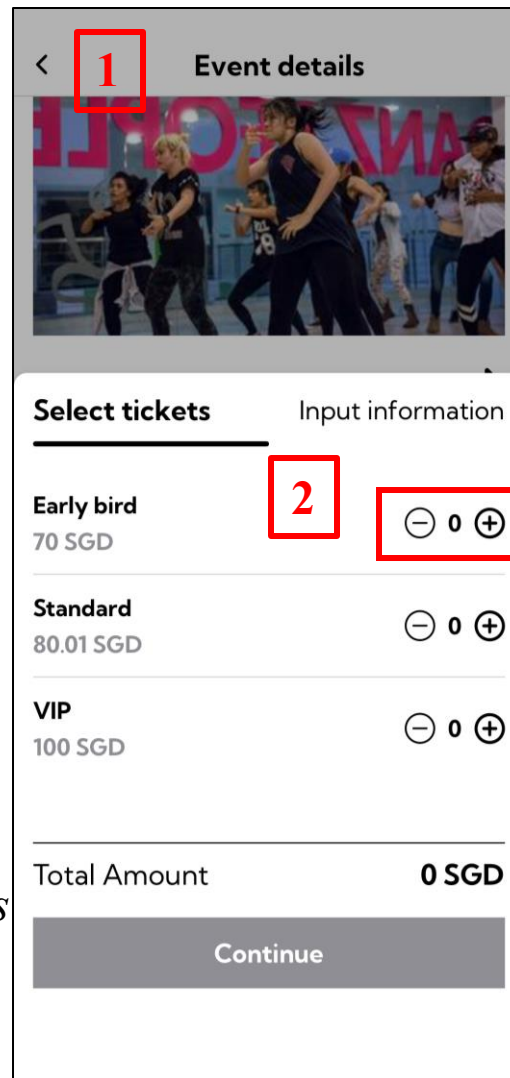 1
Event details
Select tickets
Input information
2
Early bird
70 SGD
0
Standard
80.01 SGD
0
VIP
100 SGD
0
Total Amount
0 SGD
s
Continue